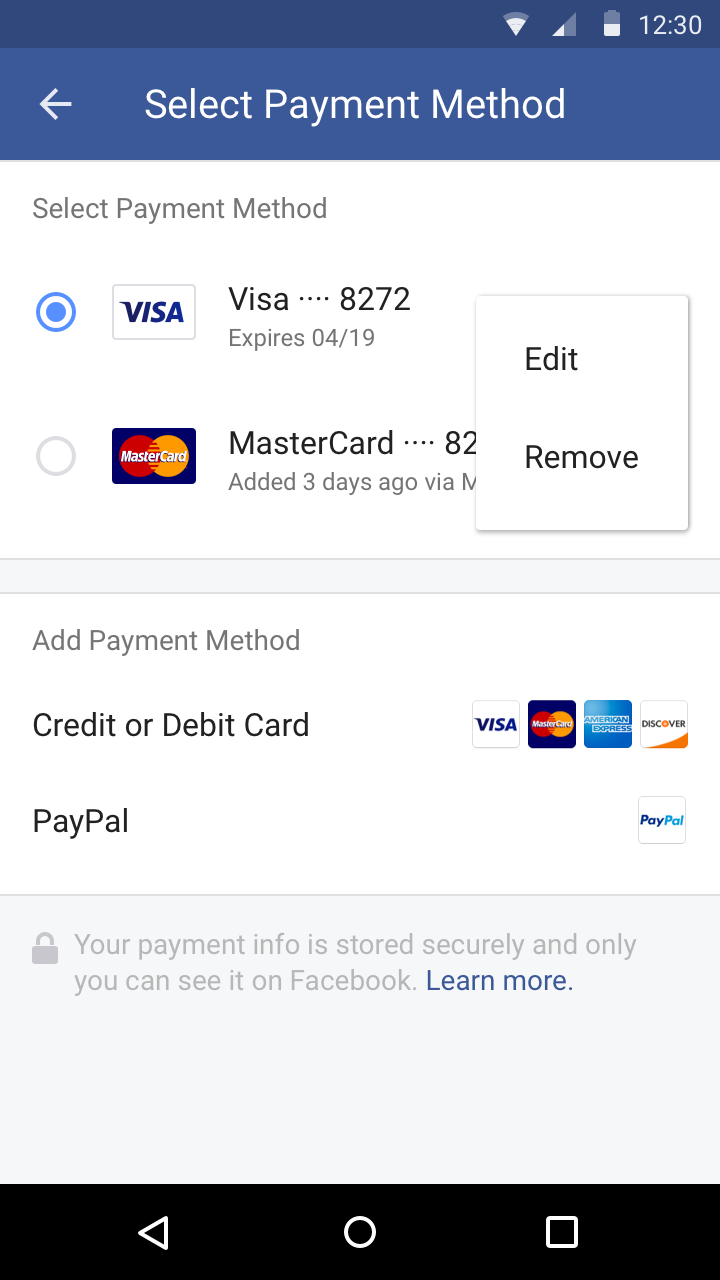 12:30
Select Payment Method
Select Payment Method
VISA
Visa ···· 8272
Expires 04/19
Edit
MasterCard
MasterCard ···· 82
Added 3 days ago via
Remove
Add Payment Method
Credit or Debit Card
VISA MasterCard AMERICAN EXPRESS DISCOVER
PayPal
PayPal
Your payment info is stored securely and only
you can see it on Facebook. Learn more.